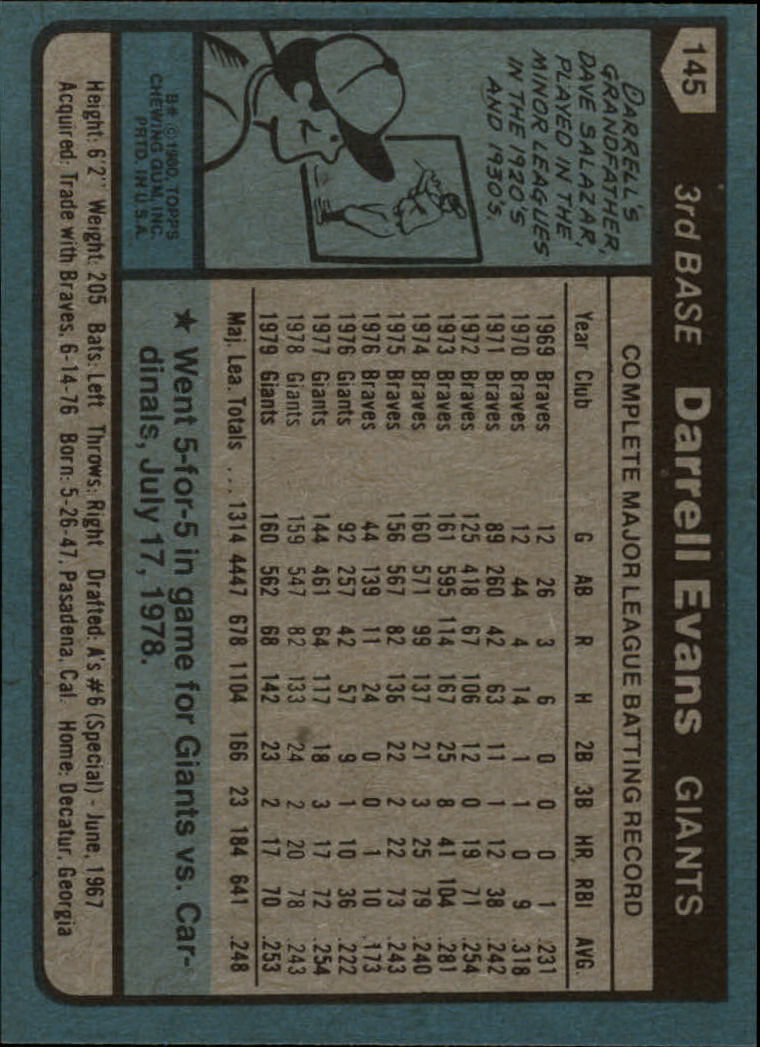 145
3rd BASE Darrell Evans GIANTS
DARRELL'S
GRANDFATHER,
DAVE SALAZAR,
PLAYED IN THE
MINOR LEAGUES
IN THE 1920'S
AND 1930'S.
B* © 1980, TOPPS
CHEWING GUM, INC.
PRTD. IN U.S.A.
COMPLETE MAJOR LEAGUE BATTING RECORD
Year Club G AB R H 2B 3B HR RBI AVG.
1969 Braves 12 26 3 6 0 0 0 1 .231
1970 Braves 12 44 4 14 1 1 0 9 .318
1971 Braves 89 260 42 63 11 1 12 38 .242
1972 Braves 125 418 67 106 12 0 19 71 .254
1973 Braves 161 595 114 167 25 8 41 104 .281
1974 Braves 160 571 99 137 21 3 25 79 .240
1975 Braves 156 567 82 138 22 2 22 73 .243
1976 Braves 44 139 11 24 0 0 1 10 .173
1976 Giants 92 257 42 57 9 1 10 36 .222
1977 Giants 144 461 64 117 18 3 17 72 .254
1978 Giants 159 547 82 133 24 2 20 78 .243
1979 Giants 160 562 68 142 23 2 17 70 .253
Maj. Lea. Totals ... 1314 4447 678 1104 166 23 184 641 .248
★ Went 5-for-5 in game for Giants vs. Car-
dinals, July 17, 1978.
Height: 6'2" Weight: 205 Bats: Left Throws: Right Drafted: A's #6 (Special) - June, 1967
Acquired: Trade with Braves, 6-14-76 Born: 5-26-47, Pasadena, Cal. Home: Decatur, Georgia